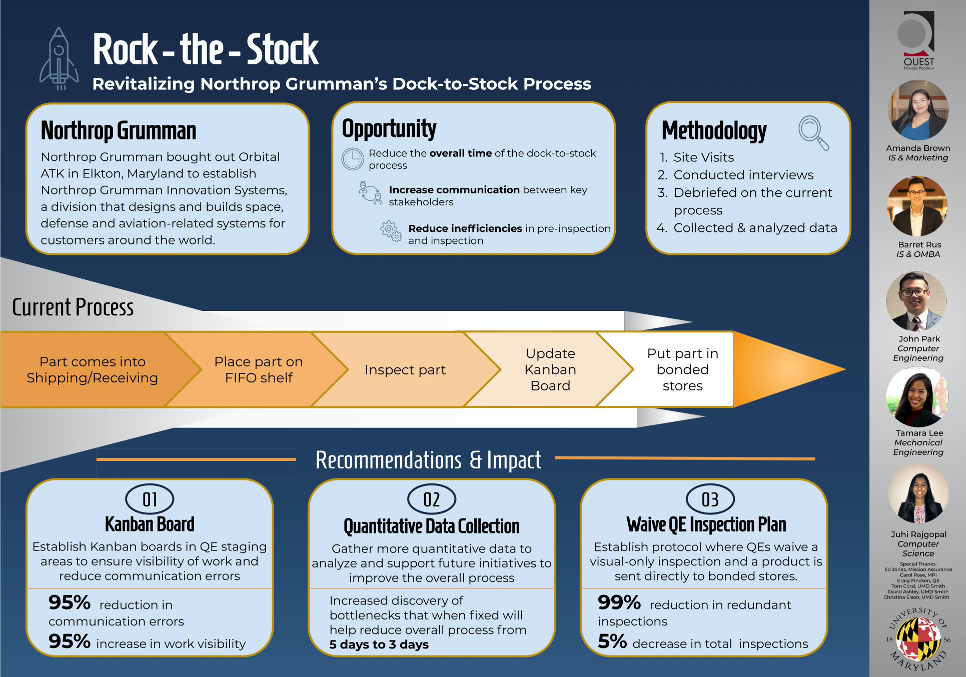 Rock - the - Stock
Revitalizing Northrop Grumman's Dock-to-Stock Process
Northrop Grumman
Northrop Grumman bought out Orbital
ATK in Elkton, Maryland to establish
Northrop Grumman Innovation Systems,
a division that designs and builds space,
defense and aviation-related systems for
customers around the world.
Opportunity
Reduce the overall time of the dock-to-stock
process
Increase communication between key
stakeholders
Reduce inefficiencies in pre-inspection
and inspection
Methodology
1. Site Visits
2. Conducted interviews
3. Debriefed on the current
process
4. Collected & analyzed data
Current Process
Part comes into
Shipping/Receiving
Place part on
FIFO shelf
Inspect part
Update
Kanban
Board
Put part in
bonded
stores
Recommendations & Impact
01
Kanban Board
Establish Kanban boards in QE staging
areas to ensure visibility of work and
reduce communication errors
95% reduction in
communication errors
95% increase in work visibility
02
Quantitative Data Collection
Gather more quantitative data to
analyze and support future initiatives to
improve the overall process
Increased discovery of
bottlenecks that when fixed will
help reduce overall process from
5 days to 3 days
03
Waive QE Inspection Plan
Establish protocol where QEs waive a
visual-only inspection and a product is
sent directly to bonded stores.
99% reduction in redundant
inspections
5% decrease in total inspections
QUEST
Amanda Brown
IS & Marketing
Barret Rus
IS & OMBA
John Park
Computer
Engineering
Tamara Lee
Mechanical
Engineering
Juhi Rajgopal
Computer
Science
Special Thanks:
Ed Jones, Mission Assurance
Carol Rose, MPI
Craig Fincken, QE
Tom Corsi, UMD Smith
David Ashley, UMD Smith
Christina Elson, UMD Smith
UNIVERSITY OF
18 56
MARYLAND